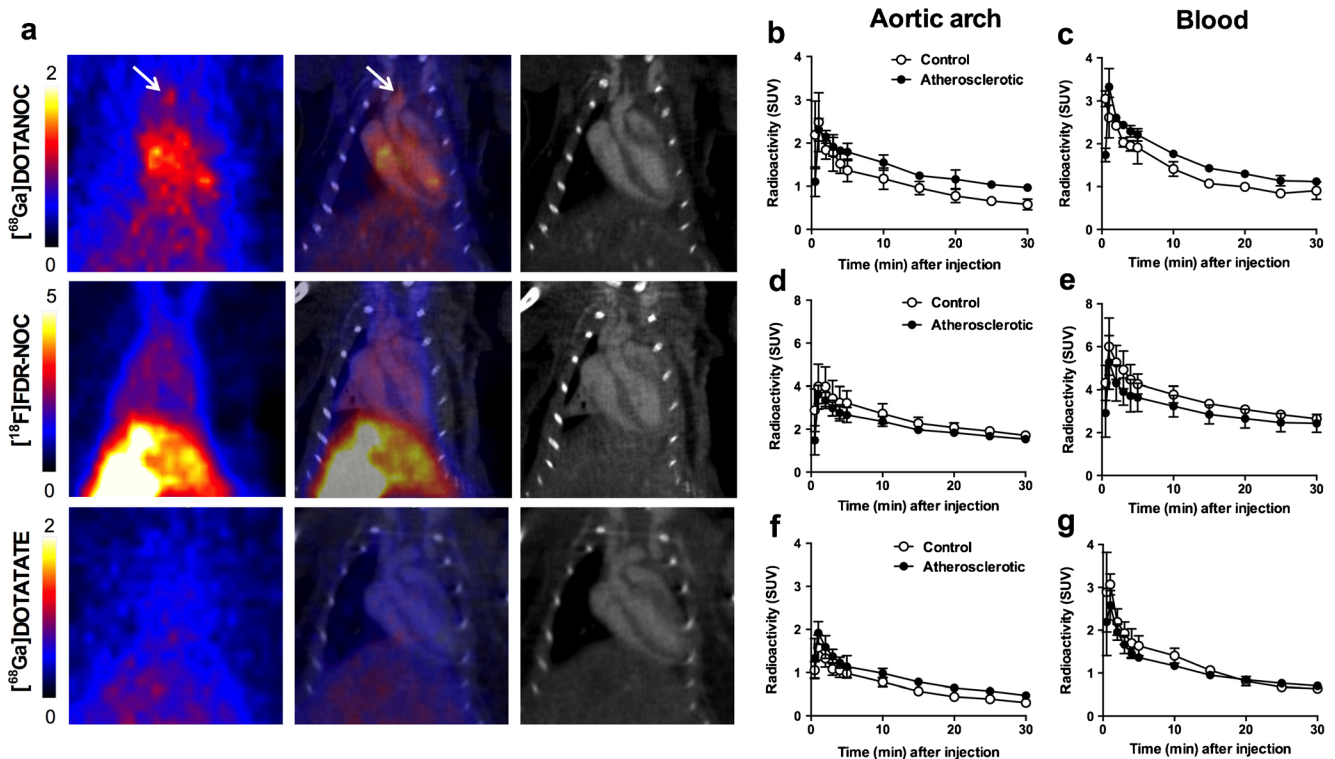 a
[⁶⁸Ga]DOTANOC
2
0
[¹⁸F]FDR-NOC
5
0
[⁶⁸Ga]DOTATATE
2
0
Aortic arch
Blood
b
Control
Atherosclerotic
Radioactivity (SUV)
4
3
2
1
0
0 10 20 30
Time (min) after injection
c
Radioactivity (SUV)
4
3
2
1
0
0 10 20 30
Time (min) after injection
d
Control
Atherosclerotic
Radioactivity (SUV)
8
6
4
2
0
0 10 20 30
Time (min) after injection
e
Radioactivity (SUV)
8
6
4
2
0
0 10 20 30
Time (min) after injection
f
Control
Atherosclerotic
Radioactivity (SUV)
4
3
2
1
0
0 10 20 30
Time (min) after injection
g
Radioactivity (SUV)
4
3
2
1
0
0 10 20 30
Time (min) after injection